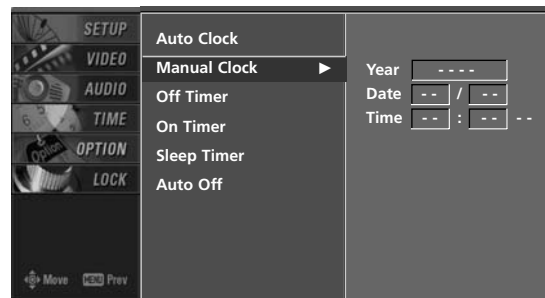 SETUP
VIDEO
AUDIO
TIME
OPTION
LOCK
Move MENU Prev
Auto Clock
Manual Clock ►
Off Timer
On Timer
Sleep Timer
Auto Off
Year - - - -
Date - - / - -
Time - - : - - - -